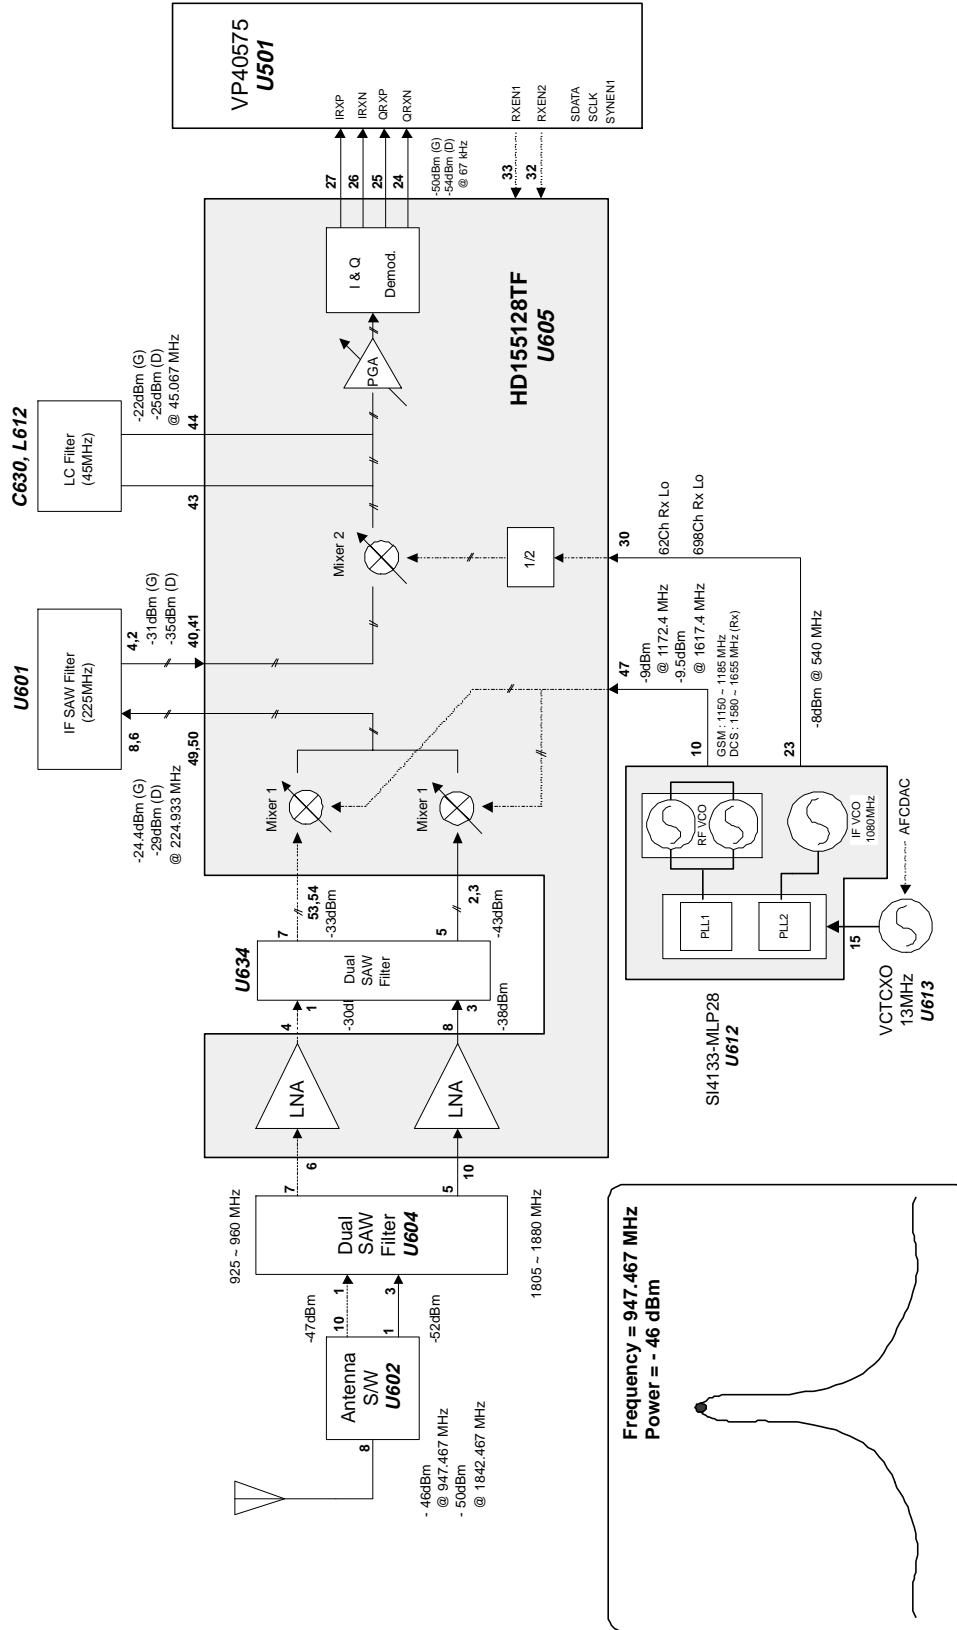 - 46dBm
@ 947.467 MHz
- 50dBm
@ 1842.467 MHz
8
Antenna
S/W
U602
10
1
-47dBm
-52dBm
1
3
925 ~ 960 MHz
Dual
SAW
Filter
U604
1805 ~ 1880 MHz
7
5
6
10
LNA
LNA
4
8
1
3
-38dBm
U634
Dual
SAW
Filter
7
5
53,54
-33dBm
2,3
-43dBm
Mixer 1
Mixer 1
-24.4dBm (G)
-29dBm (D)
@ 224.933 MHz
49,50
8,6
U601
IF SAW Filter
(225MHz)
4,2
-31dBm (G)
-35dBm (D)
40,41
Mixer 2
1/2
C630, L612
LC Filter
(45MHz)
43
44
-22dBm (G)
-25dBm (D)
@ 45.067 MHz
PGA
I & Q
Demod.
HD155128TF
U605
27
26
25
24
-50dBm (G)
-54dBm (D)
@ 67 kHz
33
32
VP40575
U501
IRXP
IRXN
QRXP
QRXN
RXEN1
RXEN2
SDATA
SCLK
SYNEN1
47
-9dBm
@ 1172.4 MHz
-9.5dBm
@ 1617.4 MHz
GSM : 1150 ~ 1185 MHz
DCS : 1580 ~ 1655 MHz (Rx)
30
62Ch Rx Lo
698Ch Rx Lo
-8dBm @ 540 MHz
10
23
RF VCO
IF VCO
1080MHz
PLL1
PLL2
SI4133-MLP28
U612
15
AFCDAC
VCTCXO
13MHz
U613
Frequency = 947.467 MHz
Power = - 46 dBm